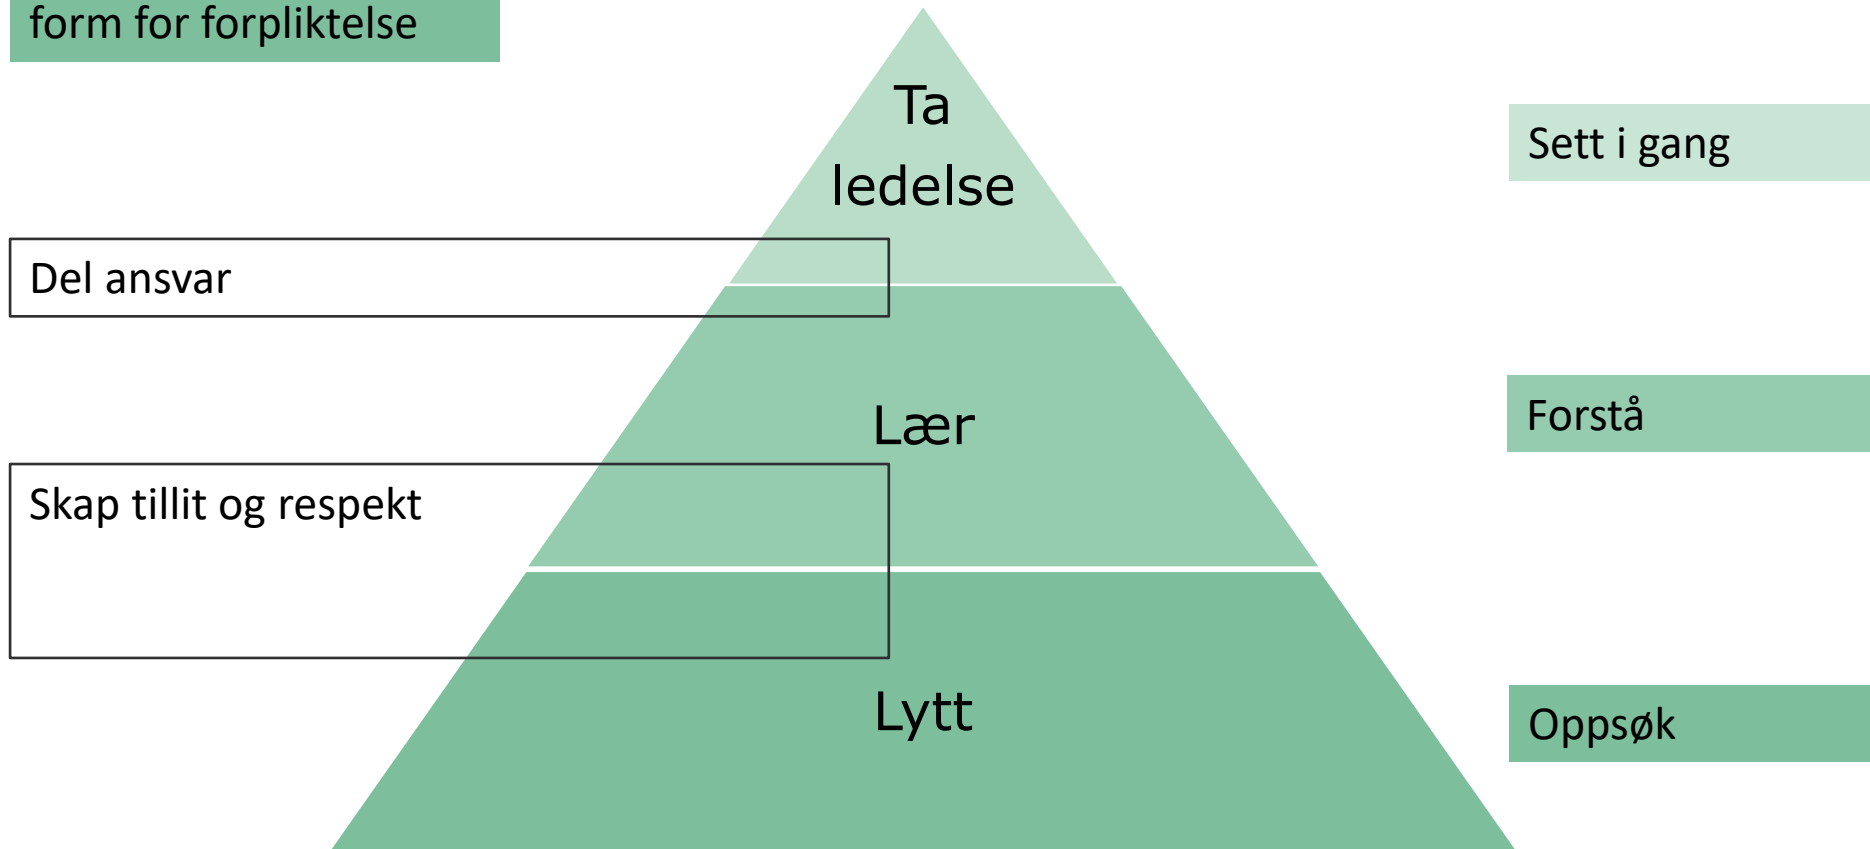 form for forpliktelse
Ta
ledelse
Sett i gang
Del ansvar
Lær
Forstå
Skap tillit og respekt
Lytt
Oppsøk